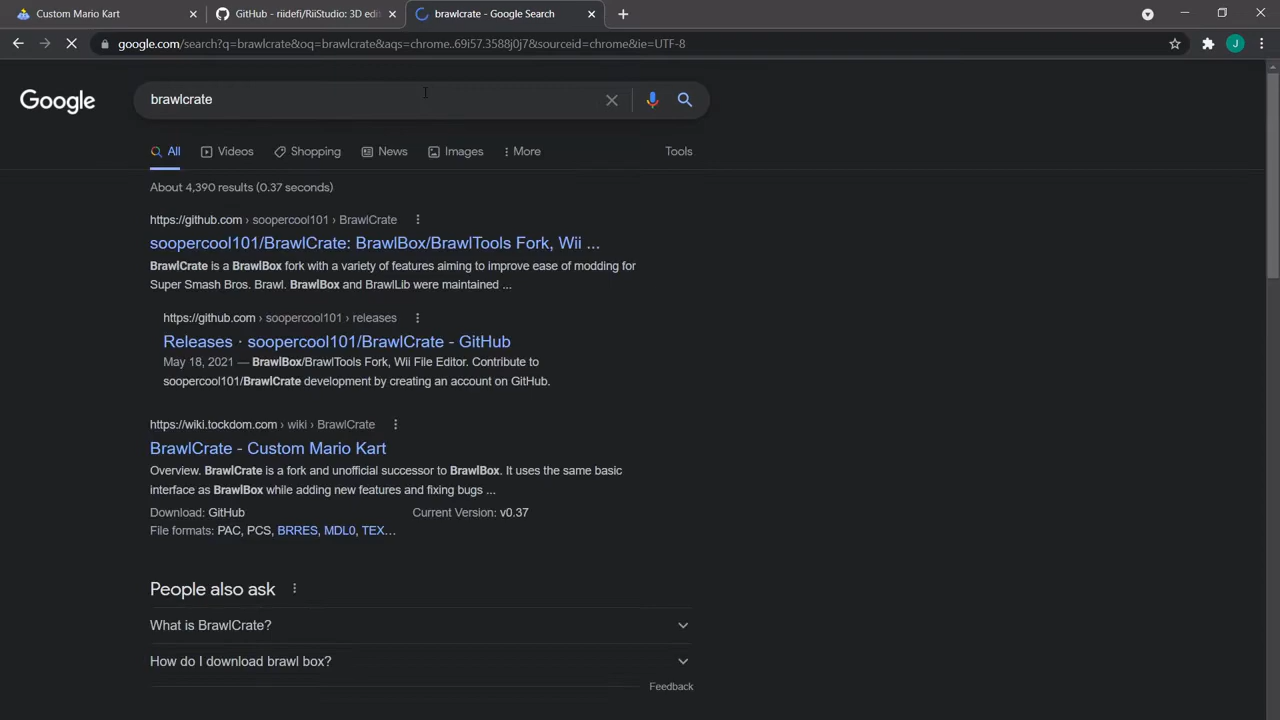 Custom Mario Kart
GitHub - riidefi/RiiStudio: 3D edi
brawlcrate - Google Search
google.com/search?q=brawlcrate&oq=brawlcrate&aqs=chrome..69i57.3588j0j7&sourceid=chrome&ie=UTF-8
J
Google
brawlcrate
All
Videos
Shopping
News
Images
More
Tools
About 4,390 results (0.37 seconds)
https://github.com › soopercool101 › BrawlCrate
soopercool101/BrawlCrate: BrawlBox/BrawlTools Fork, Wii ...
BrawlCrate is a BrawlBox fork with a variety of features aiming to improve ease of modding for
Super Smash Bros. Brawl. BrawlBox and BrawlLib were maintained ...
https://github.com › soopercool101 › releases
Releases · soopercool101/BrawlCrate - GitHub
May 18, 2021 — BrawlBox/BrawlTools Fork, Wii File Editor. Contribute to
soopercool101/BrawlCrate development by creating an account on GitHub.
https://wiki.tockdom.com › wiki › BrawlCrate
BrawlCrate - Custom Mario Kart
Overview. BrawlCrate is a fork and unofficial successor to BrawlBox. It uses the same basic
interface as BrawlBox while adding new features and fixing bugs ...
Download: GitHub
Current Version: v0.37
File formats: PAC, PCS, BRRES, MDL0, TEX...
People also ask
What is BrawlCrate?
How do I download brawl box?
Feedback